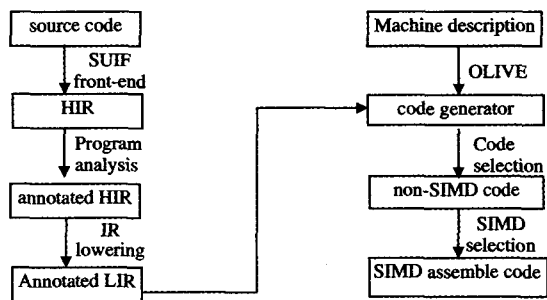 source code
SUIF
front-end
HIR
Program
analysis
annotated HIR
IR
lowering
Annotated LIR
Machine description
OLIVE
code generator
Code
selection
non-SIMD code
SIMD
selection
SIMD assemble code